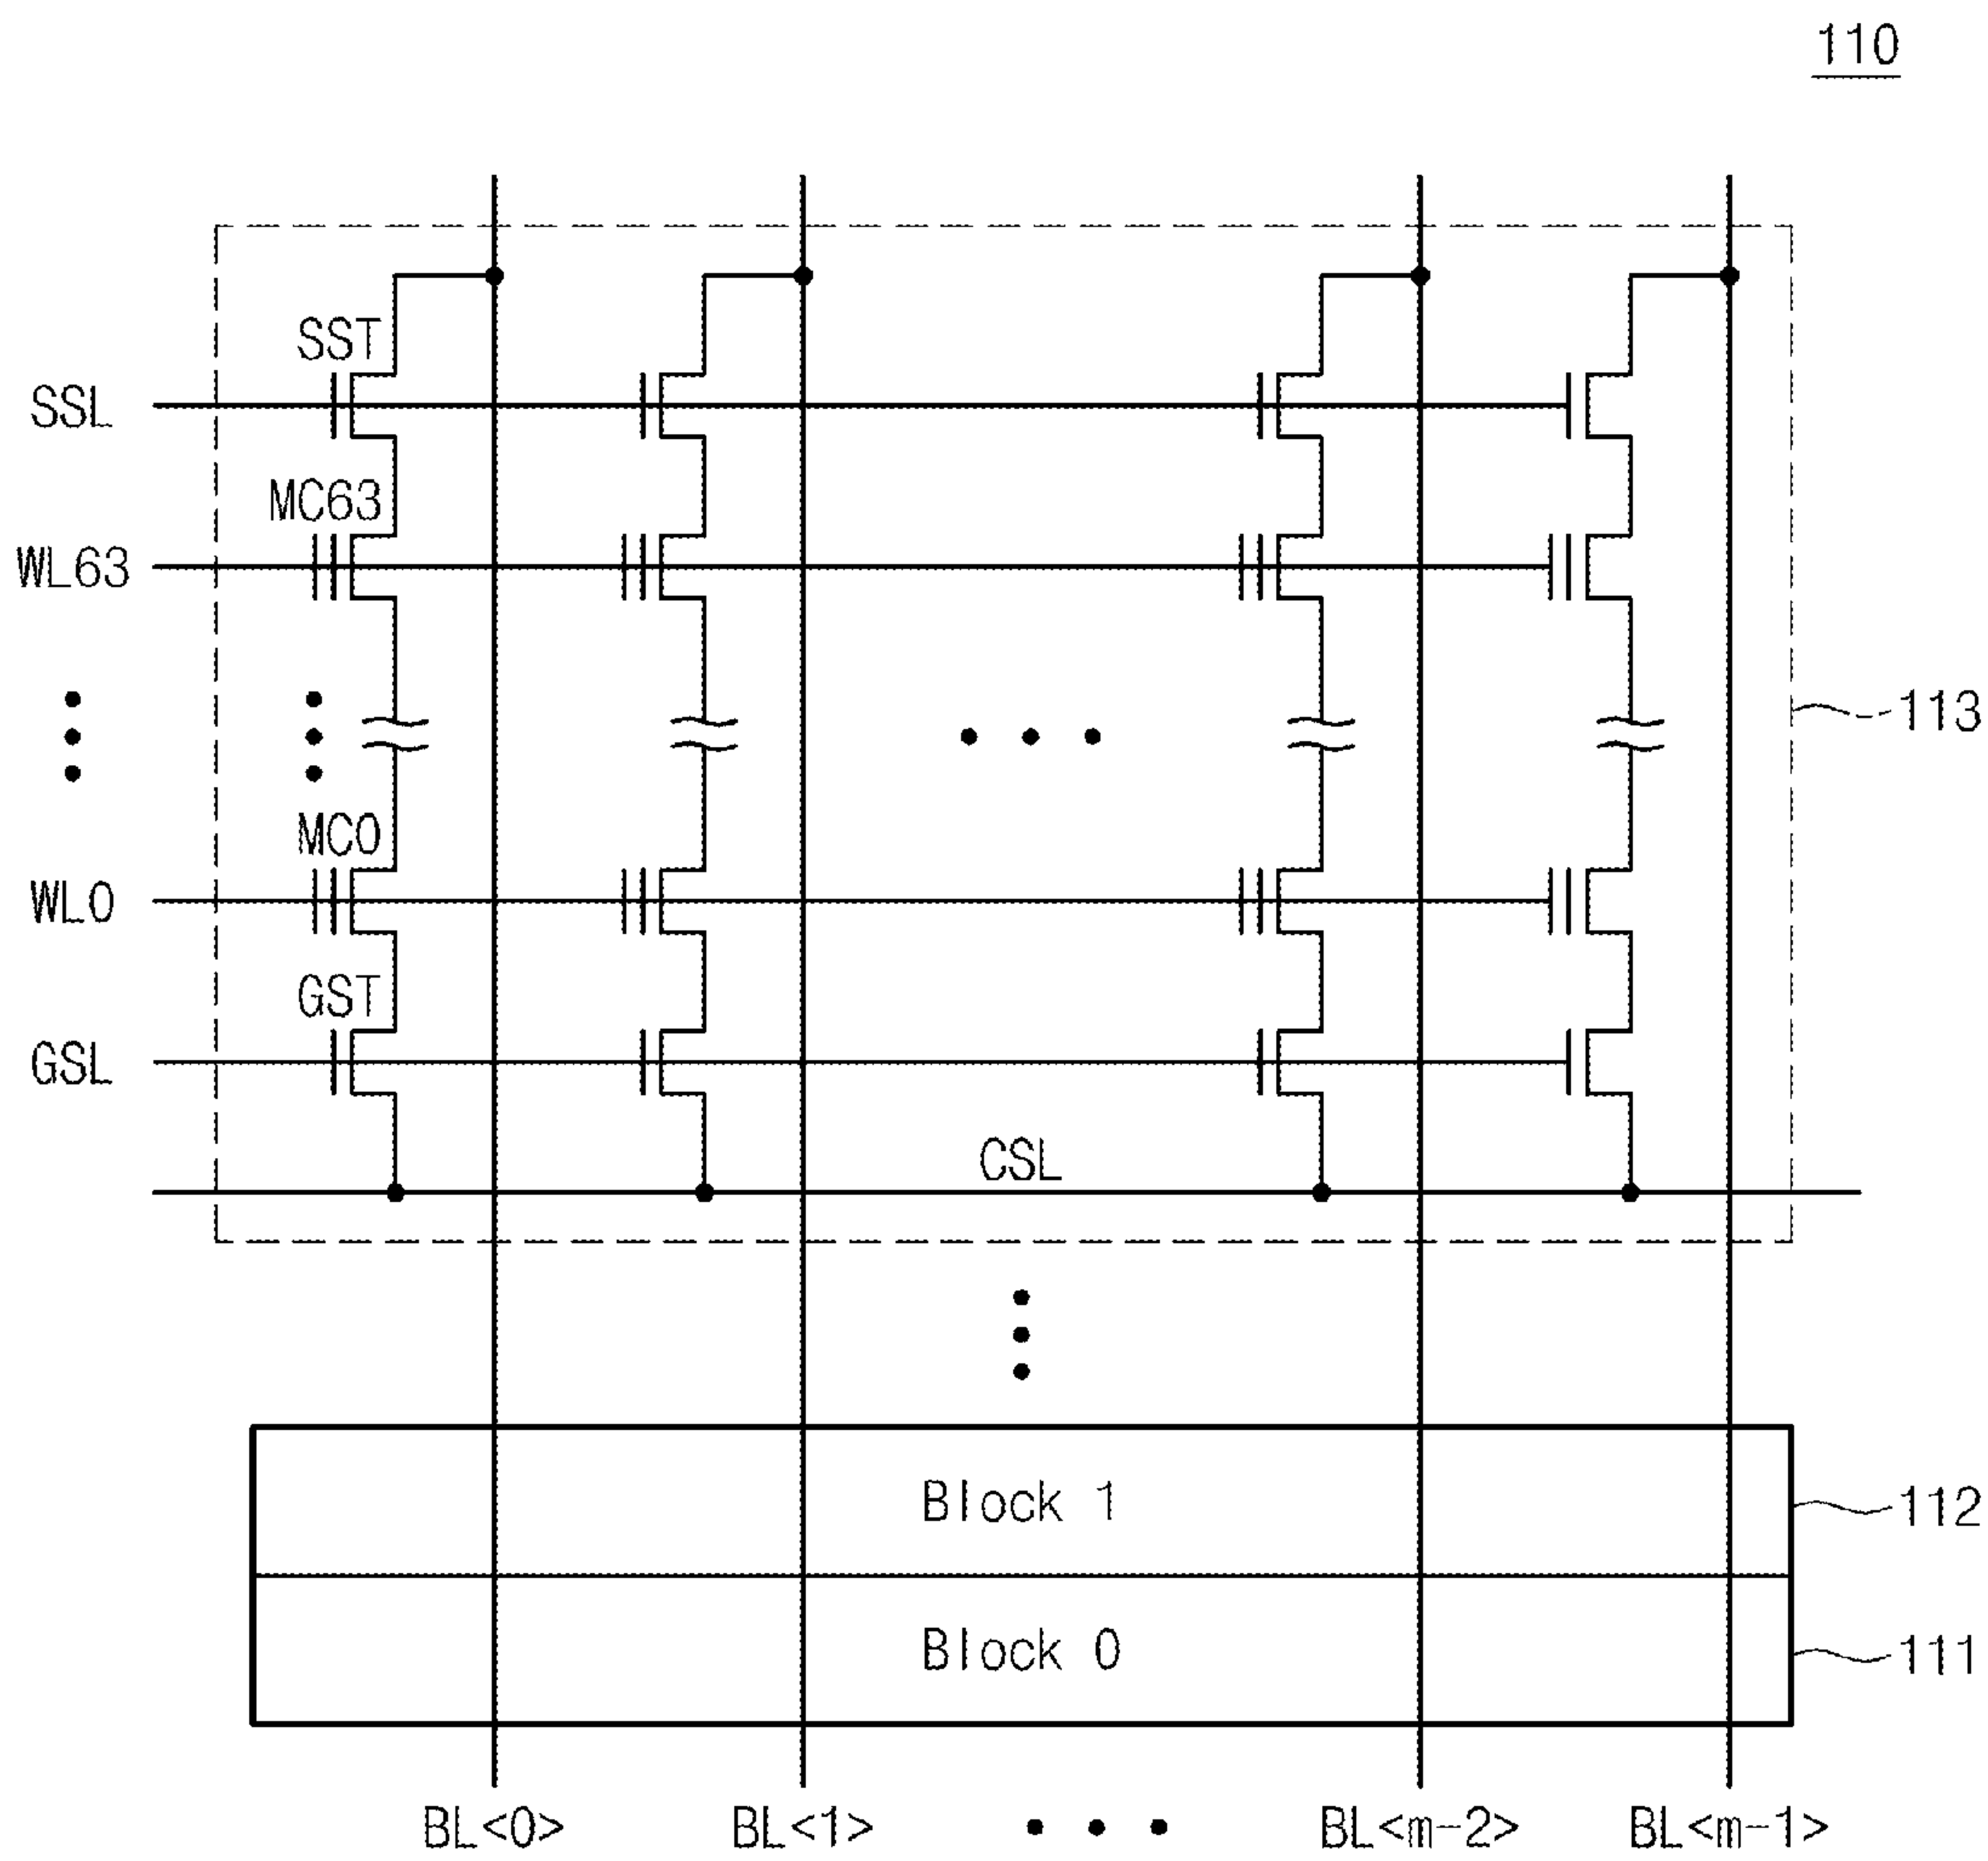 110
SST
SSL
MC63
WL63
113
MC0
WL0
GST
GSL
CSL
Block 1
112
Block 0
111
BL<0> BL<1> BL<m-2> BL<m-1>